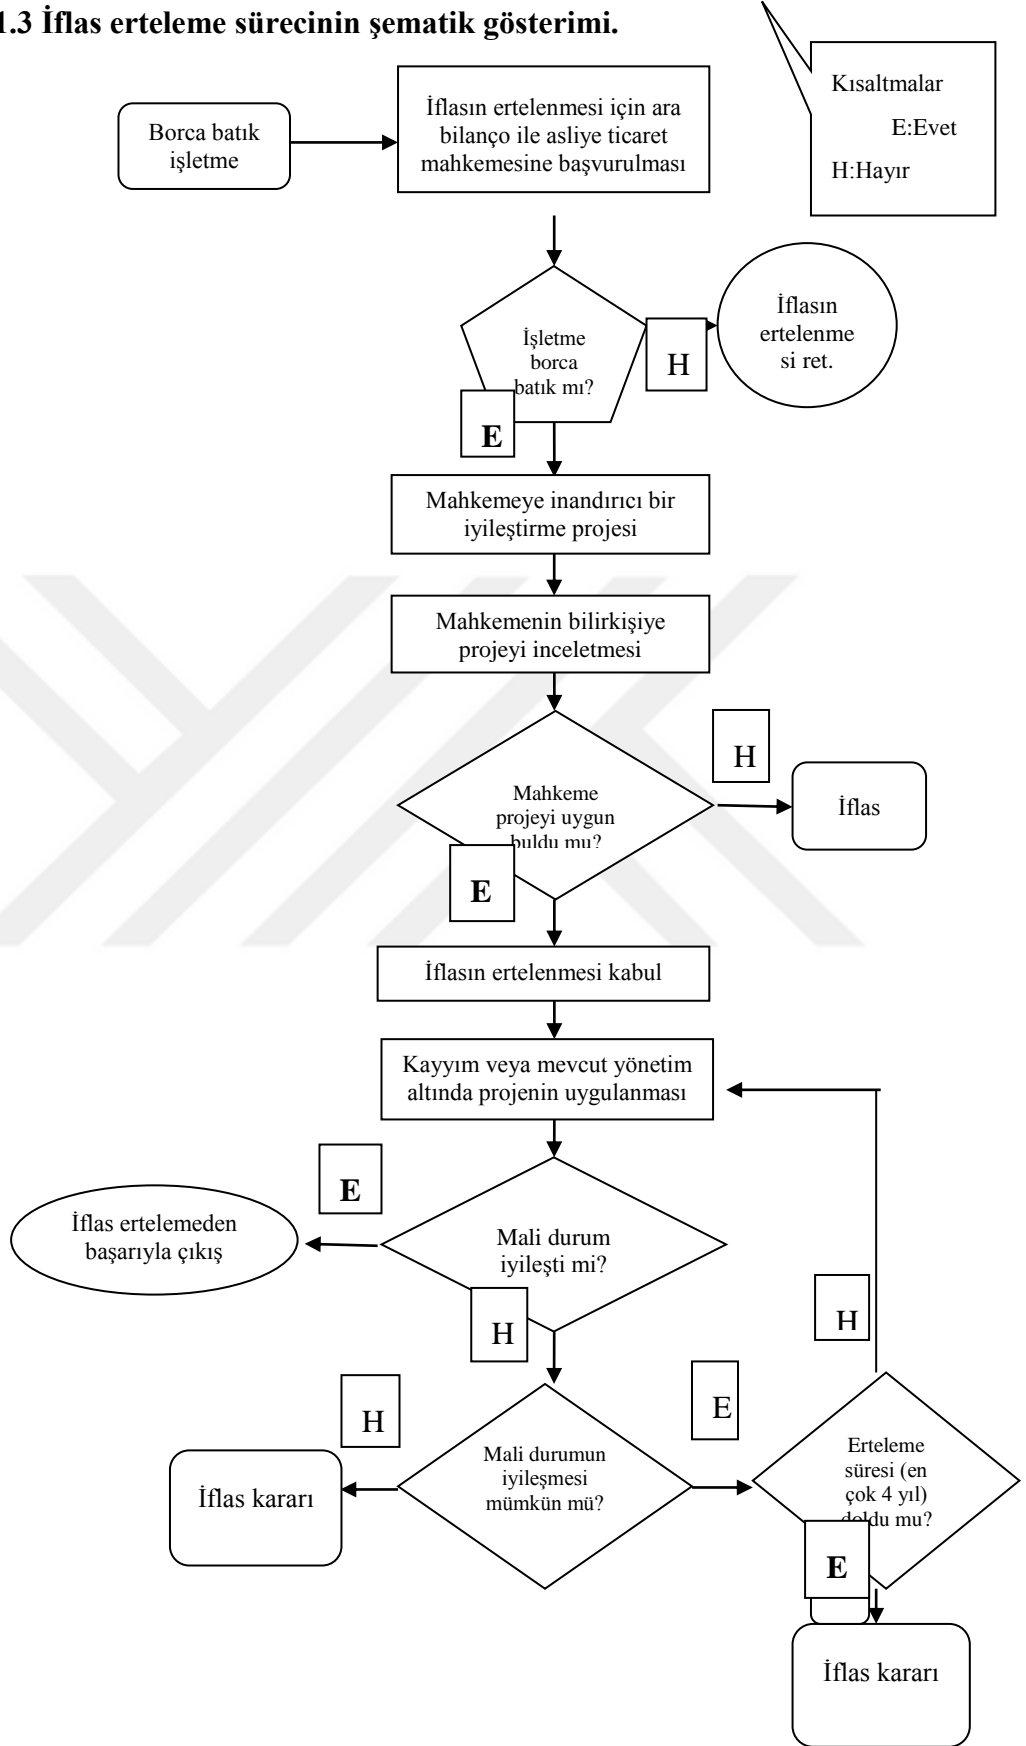 1.3 İflas erteleme sürecinin şematik gösterimi.
Kısaltmalar
E:Evet
H:Hayır
Borca batık
işletme
İflasın ertelenmesi için ara
bilanço ile asliye ticaret
mahkemesine başvurulması
İşletme
borca
batık mı?
H
İflasın
ertelenme
si ret.
E
Mahkemeye inandırıcı bir
iyileştirme projesi
Mahkemenin bilirkişiye
projeyi inceletmesi
Mahkeme
projeyi uygun
buldu mu?
H
İflas
E
İflasın ertelenmesi kabul
Kayyım veya mevcut yönetim
altında projenin uygulanması
E
İflas ertelemeden
başarıyla çıkış
Mali durum
iyileşti mi?
H
H
H
E
Mali durumun
iyileşmesi
mümkün mü?
İflas kararı
Erteleme
süresi (en
çok 4 yıl)
doldu mu?
E
İflas kararı